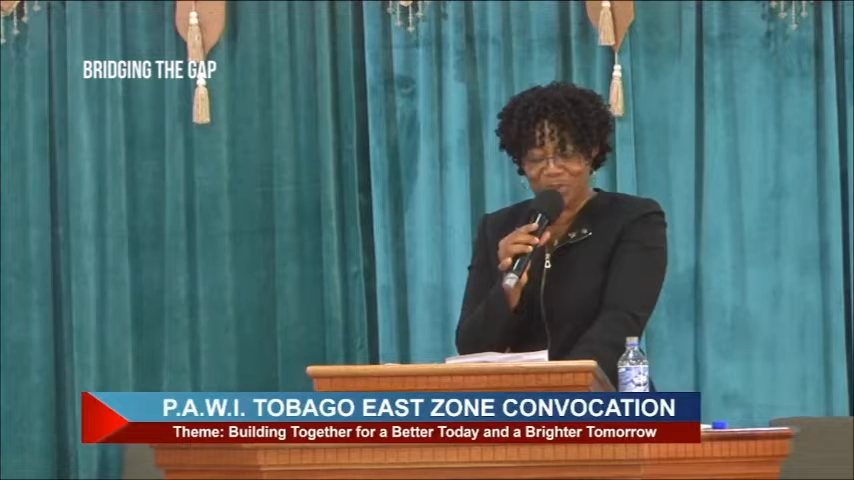 BRIDGING THE GAP
P.A.W.I. TOBAGO EAST ZONE CONVOCATION
Theme: Building Together for a Better Today and a Brighter Tomorrow